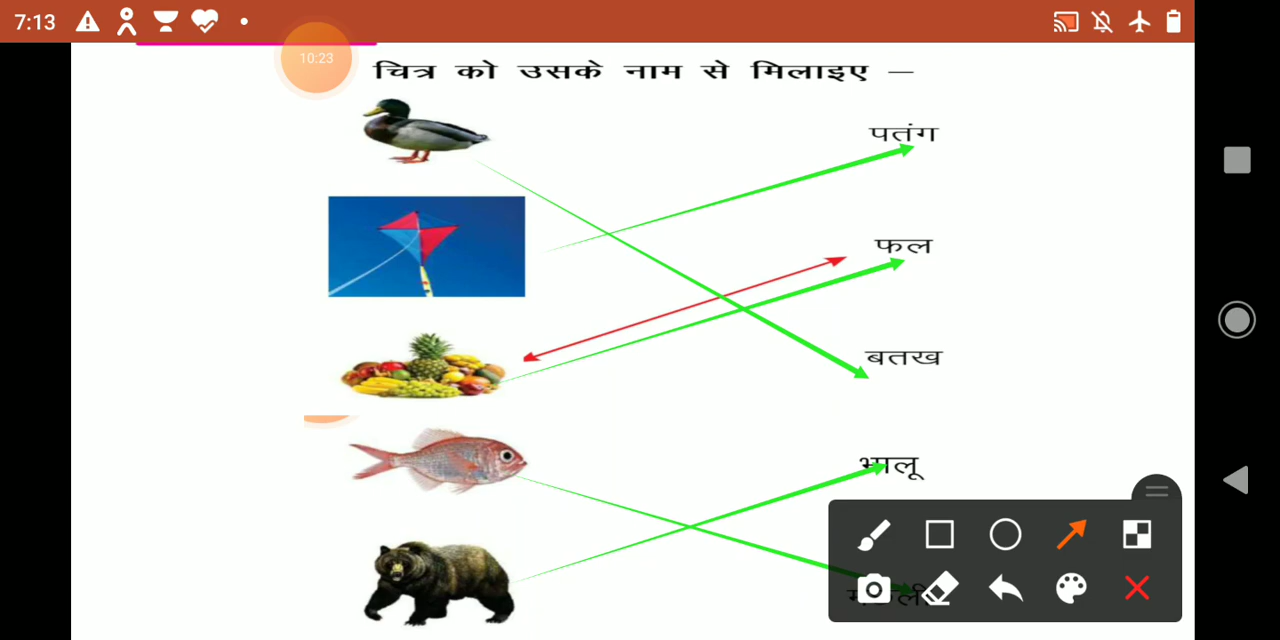 7:13
10:23
चित्र को उसके नाम से मिलाइए –
पतंग
फल
बतख
भालू